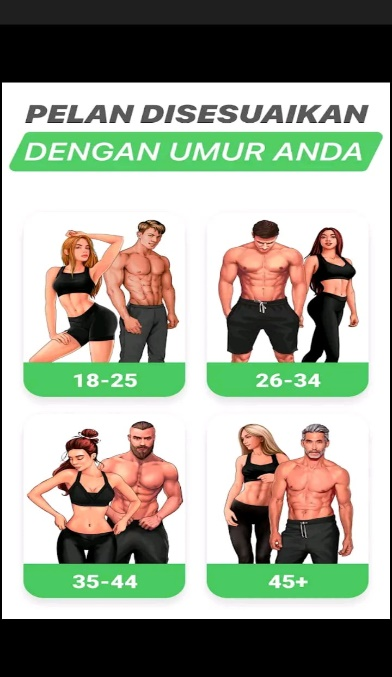 PELAN DISESUAIKAN
DENGAN UMUR ANDA
18-25
26-34
35-44
45+